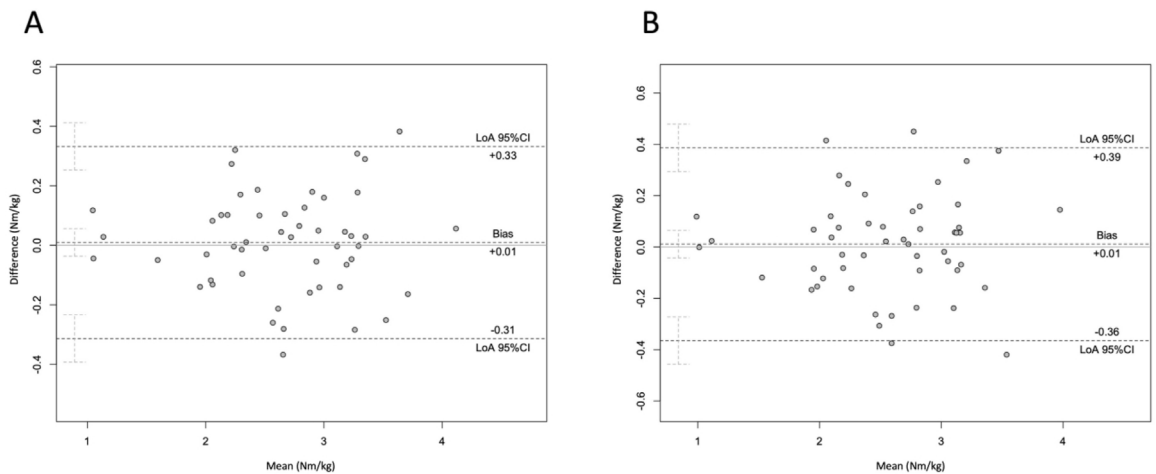 A
B
0.6
0.4
0.2
0.0
-0.2
-0.4
Difference (Nm/kg)
LoA 95%CI
+0.33
Bias
+0.01
-0.31
LoA 95%CI
1 2 3 4
Mean (Nm/kg)
0.6
0.4
0.2
0.0
-0.2
-0.4
-0.6
Difference (Nm/kg)
LoA 95%CI
+0.39
Bias
+0.01
-0.36
LoA 95%CI
1 2 3 4
Mean (Nm/kg)